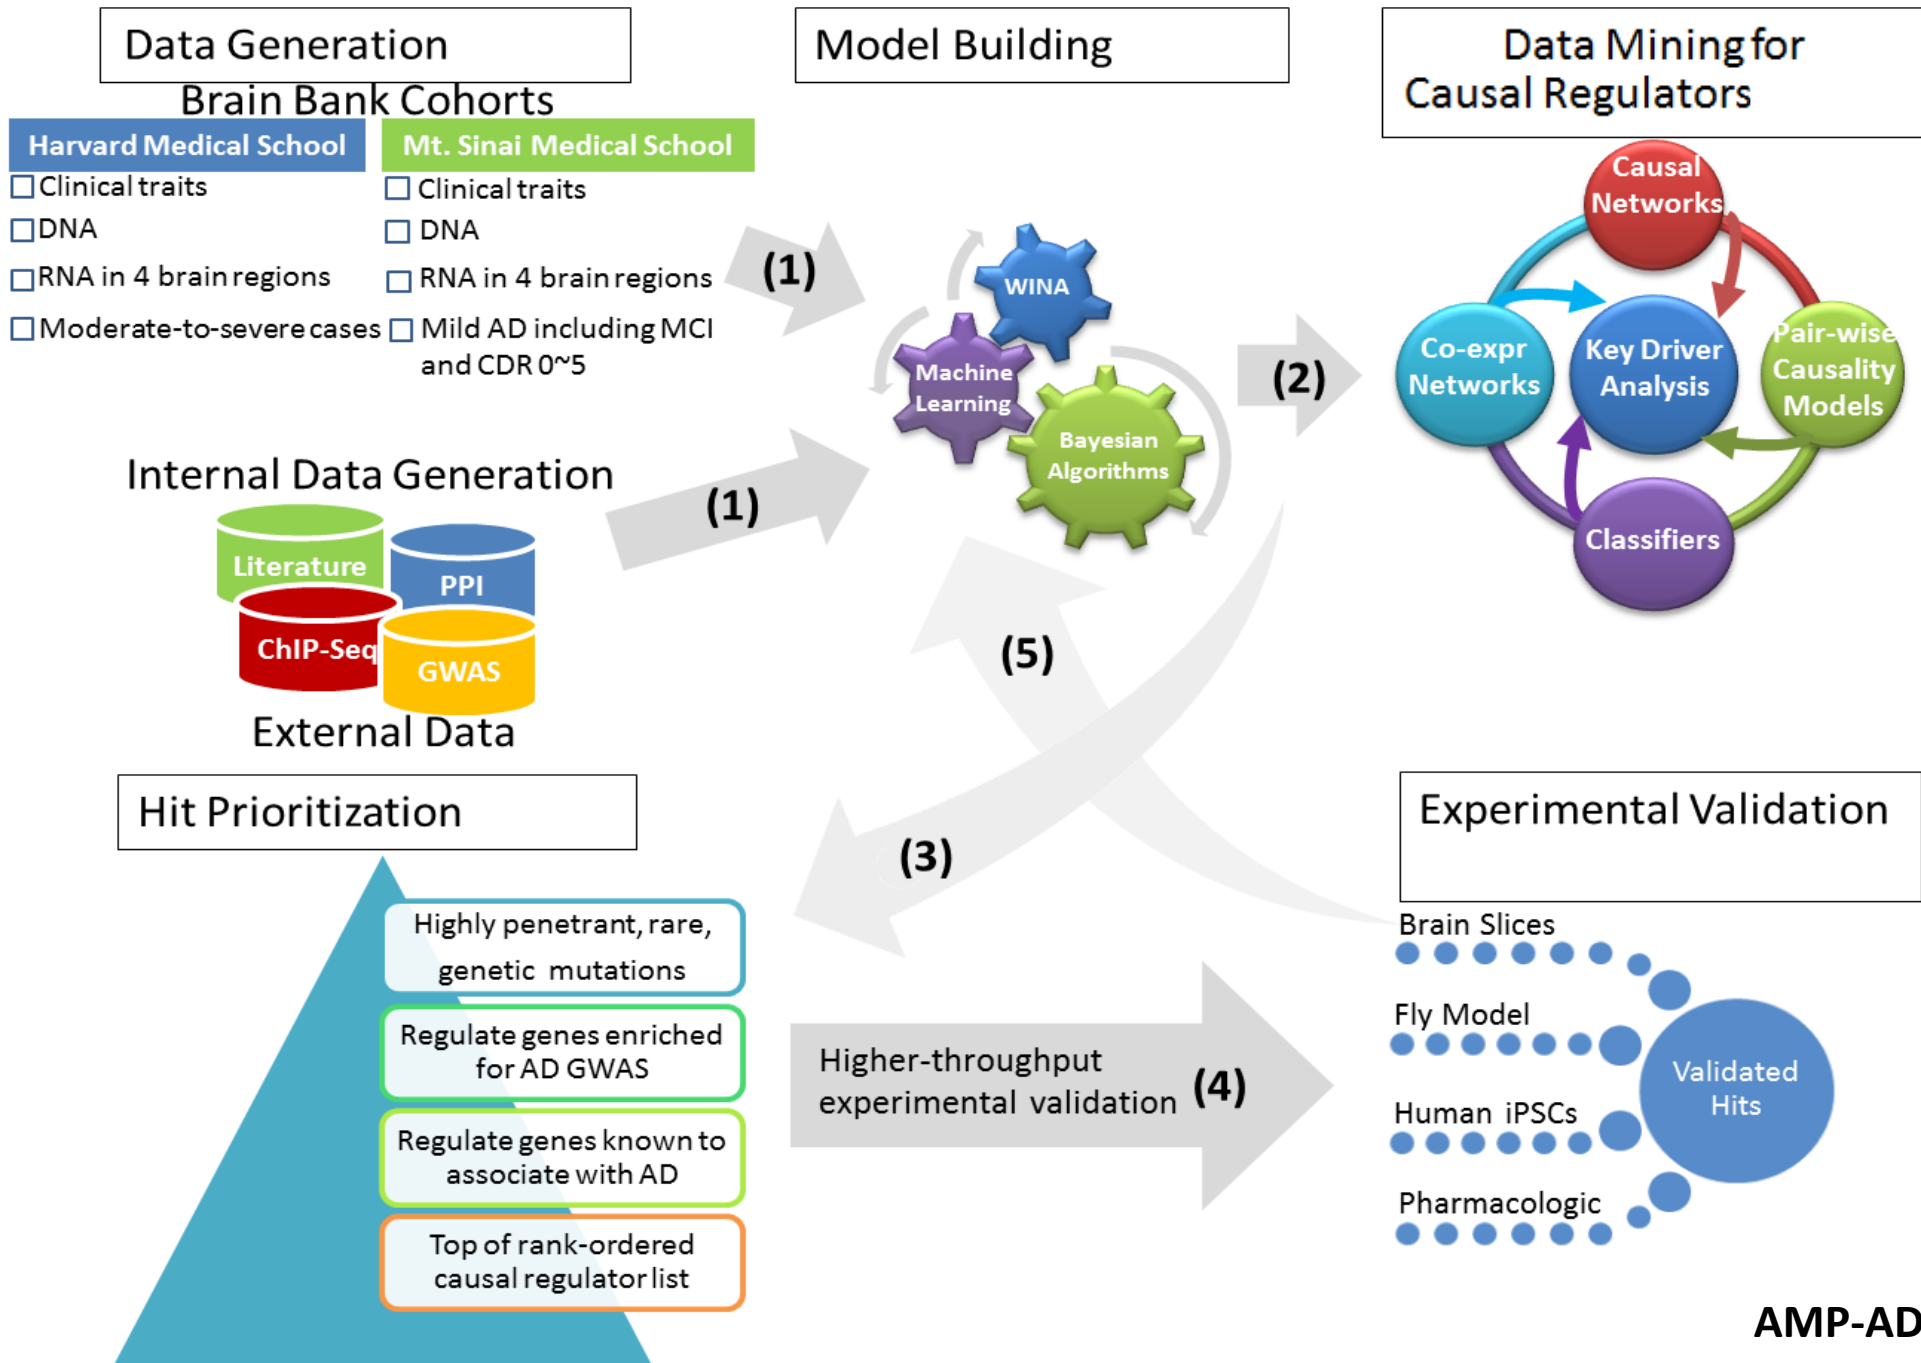 Data Generation
Brain Bank Cohorts
Harvard Medical School
Clinical traits
DNA
RNA in 4 brain regions
Moderate-to-severe cases
Mt. Sinai Medical School
Clinical traits
DNA
RNA in 4 brain regions
Mild AD including MCI
and CDR 0~5
(1)
Internal Data Generation
Literature
PPI
ChIP-Seq
GWAS
External Data
(1)
Model Building
WINA
Machine
Learning
Bayesian
Algorithms
(2)
Data Mining for
Causal Regulators
Causal
Networks
Co-expr
Networks
Key Driver
Analysis
Pair-wise
Causality
Models
Classifiers
(5)
(3)
Hit Prioritization
Highly penetrant, rare,
genetic mutations
Regulate genes enriched
for AD GWAS
Regulate genes known to
associate with AD
Top of rank-ordered
causal regulator list
Higher-throughput
experimental validation
(4)
Experimental Validation
Brain Slices
Fly Model
Human iPSCs
Pharmacologic
Validated
Hits
AMP-AD